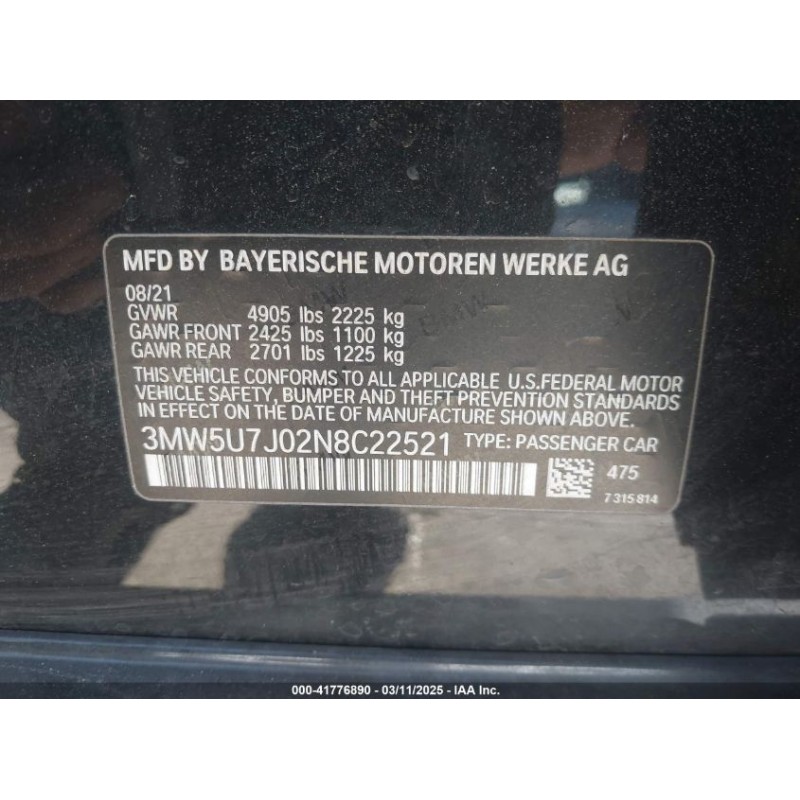 MFD BY BAYERISCHE MOTOREN WERKE AG
08/21
GVWR 4905 lbs 2225 kg
GAWR FRONT 2425 lbs 1100 kg
GAWR REAR 2701 lbs 1225 kg
THIS VEHICLE CONFORMS TO ALL APPLICABLE U.S.FEDERAL MOTOR
VEHICLE SAFETY, BUMPER AND THEFT PREVENTION STANDARDS
IN EFFECT ON THE DATE OF MANUFACTURE SHOWN ABOVE.
3MW5U7J02N8C22521 TYPE: PASSENGER CAR
475
7 315 814
000-41776890 - 03/11/2025 - IAA Inc.